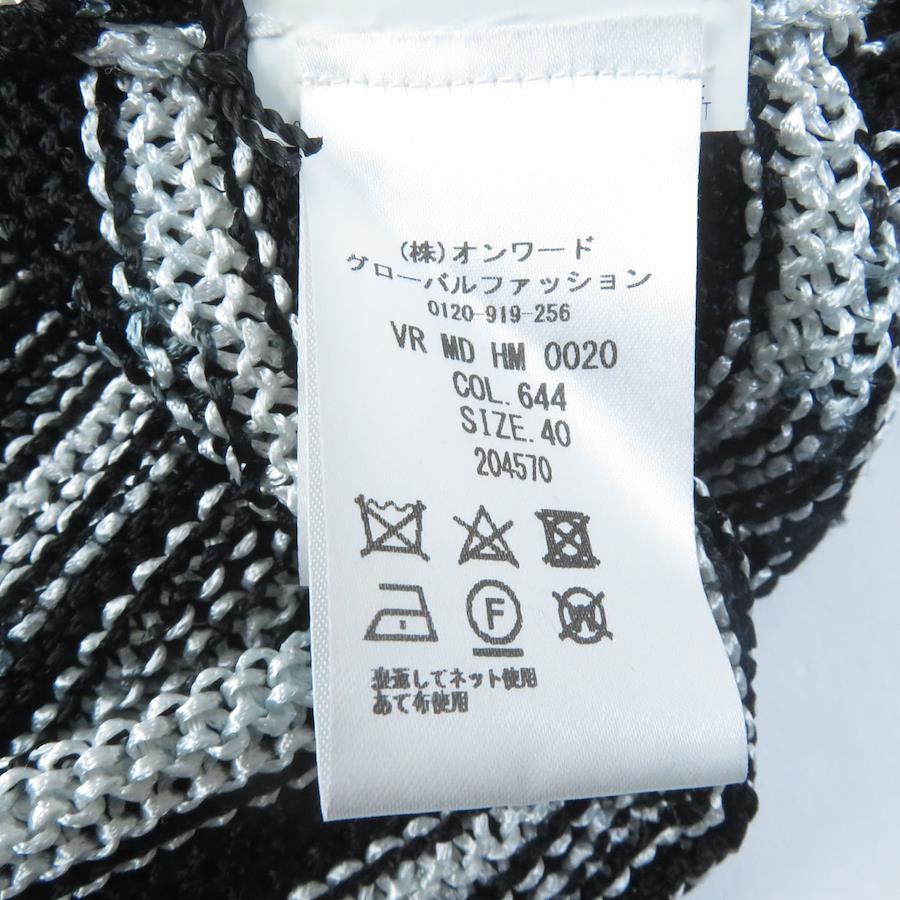 (株)オンワード
グローバルファッション
0120-919-256
VR MD HM 0020
COL.644
SIZE.40
204570
F
W
裏返してネット使用
あて布使用